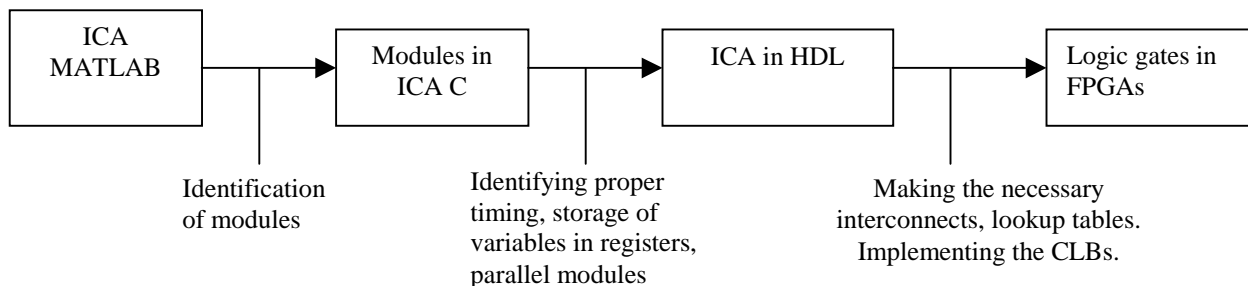 ICA
MATLAB
Modules in
ICA C
ICA in HDL
Logic gates in
FPGAs
Identification
of modules
Identifying proper
timing, storage of
variables in registers,
parallel modules
Making the necessary
interconnects, lookup tables.
Implementing the CLBs.